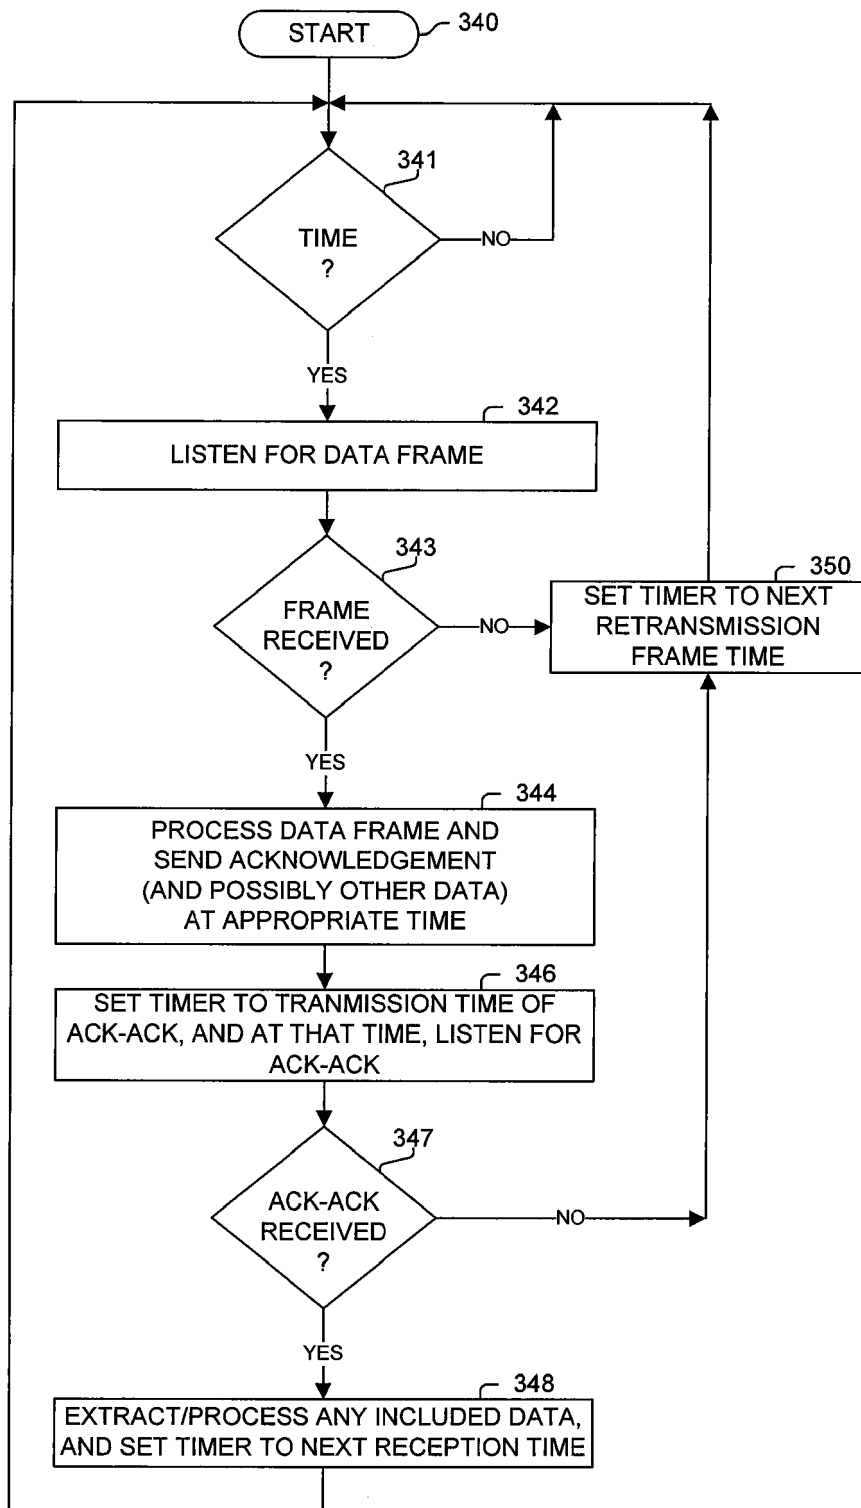 START
340
341
TIME
?
NO
YES
342
LISTEN FOR DATA FRAME
343
FRAME
RECEIVED
?
NO
350
SET TIMER TO NEXT
RETRANSMISSION
FRAME TIME
YES
344
PROCESS DATA FRAME AND
SEND ACKNOWLEDGEMENT
(AND POSSIBLY OTHER DATA)
AT APPROPRIATE TIME
346
SET TIMER TO TRANMISSION TIME OF
ACK-ACK, AND AT THAT TIME, LISTEN FOR
ACK-ACK
347
ACK-ACK
RECEIVED
?
NO
YES
348
EXTRACT/PROCESS ANY INCLUDED DATA,
AND SET TIMER TO NEXT RECEPTION TIME